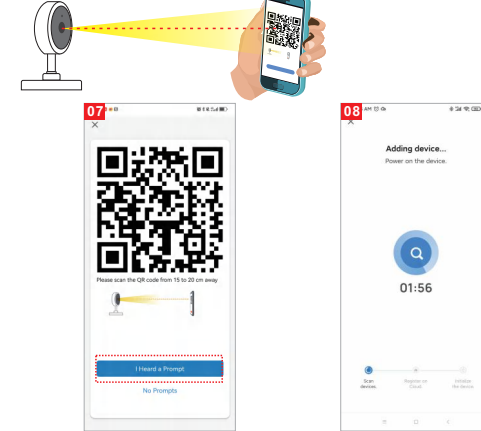 07
Please scan the QR code from 15 to 20 cm away
I Heard a Prompt
No Prompts
08
AM
Adding device...
Power on the device.
01:56
Scan
devices
Register on
Cloud
Initialize
the device